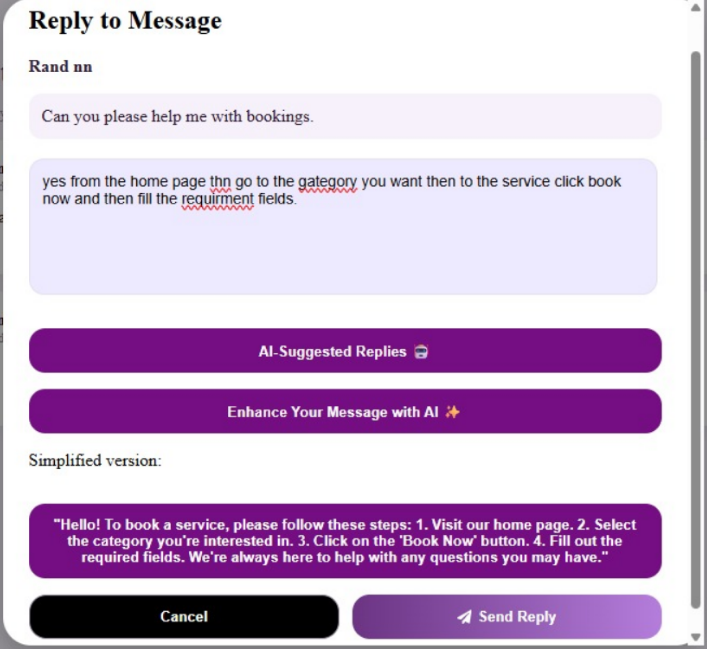 Reply to Message
Rand nn
Can you please help me with bookings.
yes from the home page thn go to the gategory you want then to the service click book
now and then fill the requirment fields.
AI-Suggested Replies 🤖
Enhance Your Message with AI ✨
Simplified version:
"Hello! To book a service, please follow these steps: 1. Visit our home page. 2. Select
the category you're interested in. 3. Click on the 'Book Now' button. 4. Fill out the
required fields. We're always here to help with any questions you may have."
Cancel
Send Reply